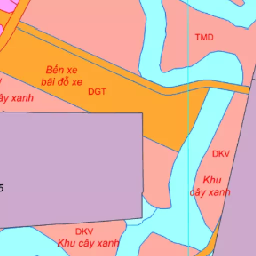 TMD
Bến xe
bãi đỗ xe
DGT
cây xanh
DKV
Khu
cây xanh
DKV
Khu cây xanh